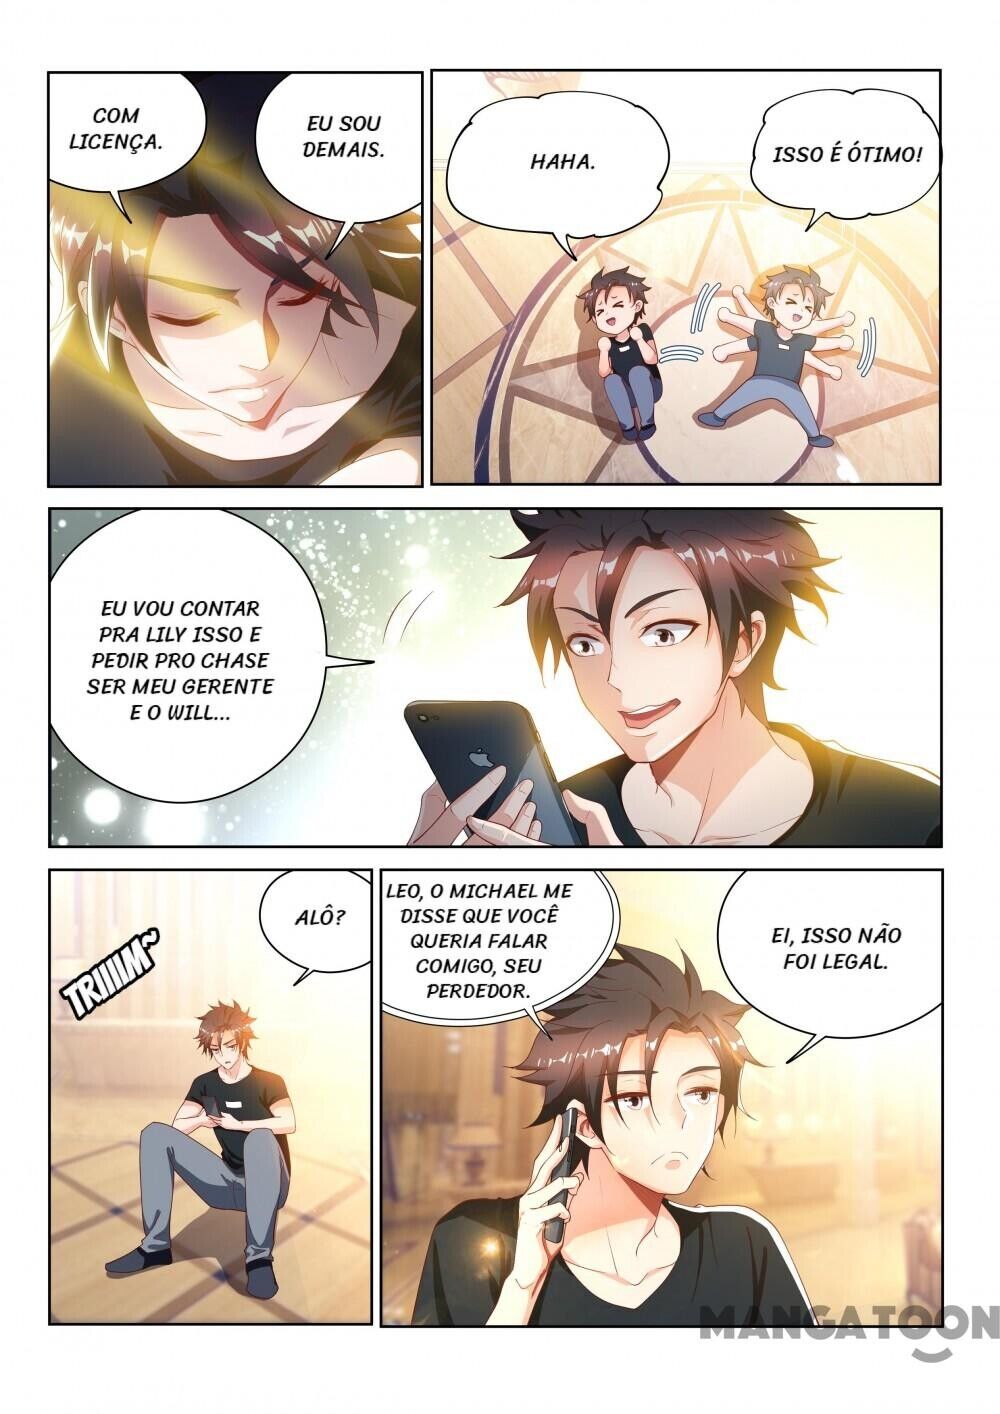 COM
LICENÇA.
EU SOU
DEMAIS.
HAHA.
ISSO É ÓTIMO!
EU VOU CONTAR
PRA LILY ISSO E
PEDIR PRO CHASE
SER MEU GERENTE
E O WILL...
TRIIIIM~
ALÔ?
LEO, O MICHAEL ME
DISSE QUE VOCÊ
QUERIA FALAR
COMIGO, SEU
PERDEDOR.
EI, ISSO NÃO
FOI LEGAL.
MANGATOON